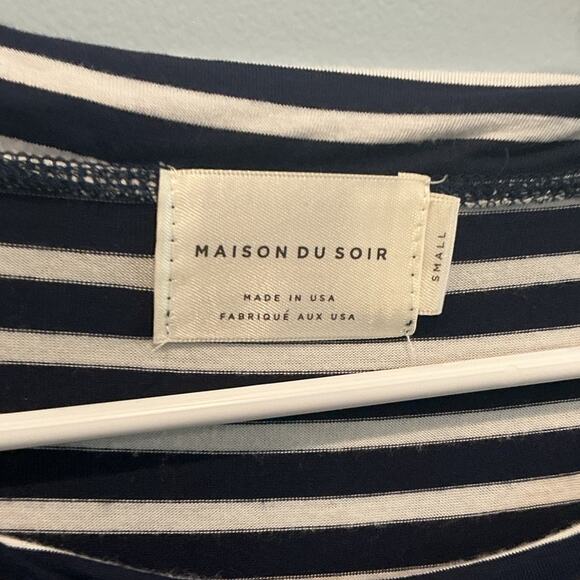 MAISON DU SOIR
MADE IN USA
FABRIQUÉ AUX USA
SMALL